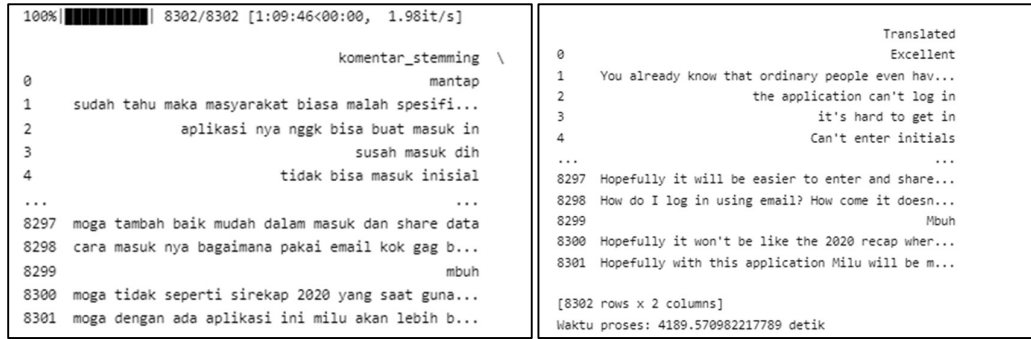 100%|██████████| 8302/8302 [1:09:46<00:00, 1.98it/s]
komentar_stemming \
0 mantap
1 sudah tahu maka masyarakat biasa malah spesifi...
2 aplikasi nya nggk bisa buat masuk in
3 susah masuk dih
4 tidak bisa masuk inisial
... ...
8297 moga tambah baik mudah dalam masuk dan share data
8298 cara masuk nya bagaimana pakai email kok gag b...
8299 mbuh
8300 moga tidak seperti sirekap 2020 yang saat guna...
8301 moga dengan ada aplikasi ini milu akan lebih b...
Translated
0 Excellent
1 You already know that ordinary people even hav...
2 the application can't log in
3 it's hard to get in
4 Can't enter initials
... ...
8297 Hopefully it will be easier to enter and share...
8298 How do I log in using email? How come it doesn...
8299 Mbuh
8300 Hopefully it won't be like the 2020 recap wher...
8301 Hopefully with this application Milu will be m...
[8302 rows x 2 columns]
Waktu proses: 4189.570982217789 detik